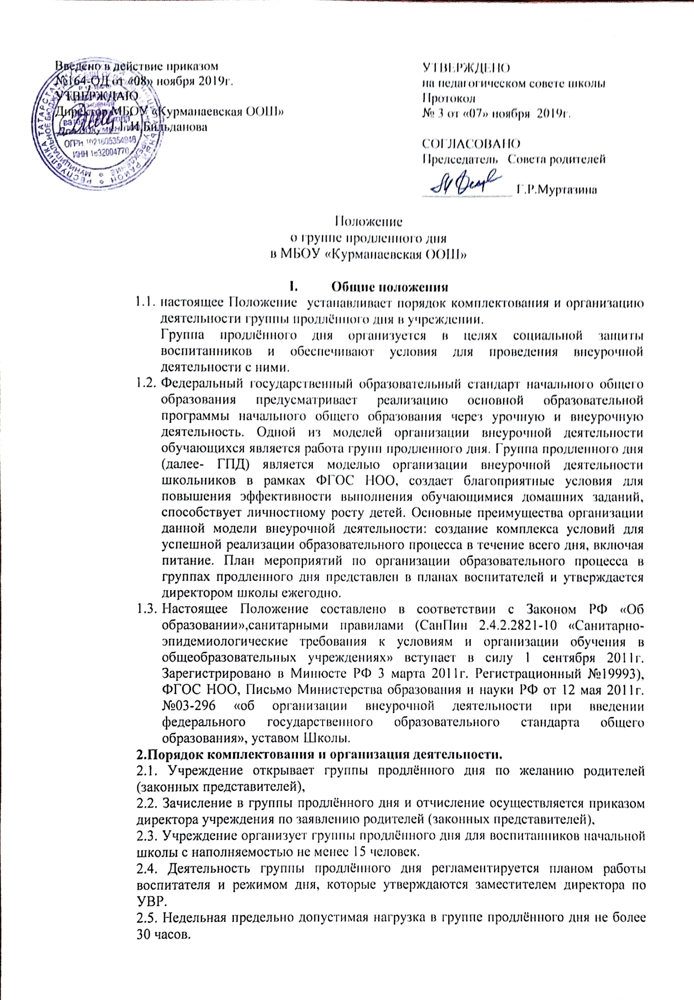 Введено в действие приказом
№164-ОД от «08» ноября 2019г.
УТВЕРЖДАЮ
Директор МБОУ «Курманаевская ООШ»
Бильданова
ОГРН 1021605354948
ИНН 1632004770
УТВЕРЖДЕНО
на педагогическом совете школы
Протокол
№ 3 от «07» ноября 2019г.
СОГЛАСОВАНО
Председатель Совета родителей
Г.Р.Муртазина
Положение
о группе продленного дня
в МБОУ «Курманаевская ООШ»
I. Общие положения
1.1. настоящее Положение устанавливает порядок комплектования и организацию
деятельности группы продлённого дня в учреждении.
Группа продлённого дня организуется в целях социальной защиты
воспитанников и обеспечивают условия для проведения внеурочной
деятельности с ними.
1.2. Федеральный государственный образовательный стандарт начального общего
образования предусматривает реализацию основной образовательной
программы начального общего образования через урочную и внеурочную
деятельность. Одной из моделей организации внеурочной деятельности
обучающихся является работа групп продленного дня. Группа продленного дня
(далее- ГПД) является моделью организации внеурочной деятельности
школьников в рамках ФГОС НОО, создает благоприятные условия для
повышения эффективности выполнения обучающимися домашних заданий,
способствует личностному росту детей. Основные преимущества организации
данной модели внеурочной деятельности: создание комплекса условий для
успешной реализации образовательного процесса в течение всего дня, включая
питание. План мероприятий по организации образовательного процесса в
группах продленного дня представлен в планах воспитателей и утверждается
директором школы ежегодно.
1.3. Настоящее Положение составлено в соответствии с Законом РФ «Об
образовании»,санитарными правилами (СанПин 2.4.2.2821-10 «Санитарно-
эпидемиологические требования к условиям и организации обучения в
общеобразовательных учреждениях» вступает в силу 1 сентября 2011г.
Зарегистрировано в Минюсте РФ 3 марта 2011г. Регистрационный №19993),
ФГОС НОО, Письмо Министерства образования и науки РФ от 12 мая 2011г.
№03-296 «об организации внеурочной деятельности при введении
федерального государственного образовательного стандарта общего
образования», уставом Школы.
2.Порядок комплектования и организация деятельности.
2.1. Учреждение открывает группы продлённого дня по желанию родителей
(законных представителей),
2.2. Зачисление в группы продлённого дня и отчисление осуществляется приказом
директора учреждения по заявлению родителей (законных представителей).
2.3. Учреждение организует группы продлённого дня для воспитанников начальной
школы с наполняемостью не менее 15 человек.
2.4. Деятельность группы продлённого дня регламентируется планом работы
воспитателя и режимом дня, которые утверждаются заместителем директора по
УВР.
2.5. Недельная предельно допустимая нагрузка в группе продлённого дня не более
30 часов.